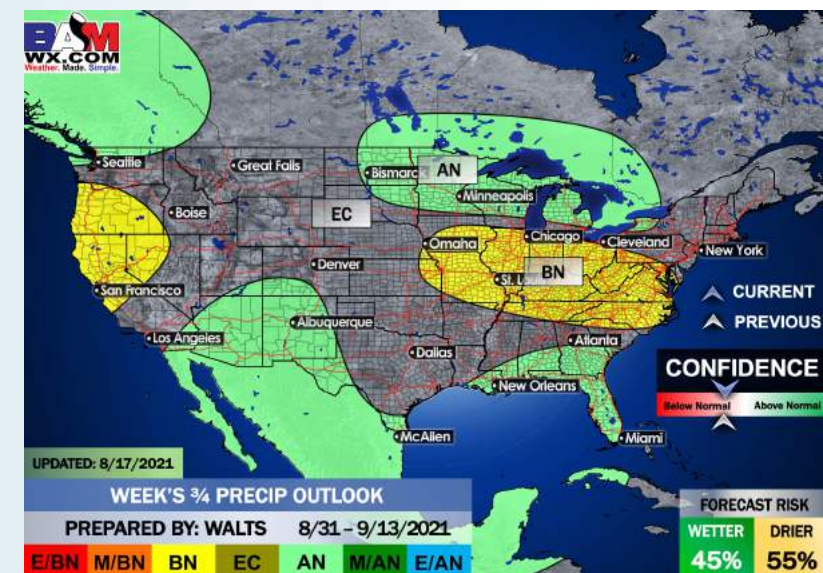 BAM
WX.COM
Weather. Made. Simple.
Seattle
Great Falls
Bismarck
AN
Minneapolis
Boise
EC
Omaha
Chicago
Cleveland
New York
Denver
St. L
BN
San Francisco
CURRENT
PREVIOUS
Los Angeles
Albuquerque
Atlanta
Dallas
CONFIDENCE
New Orleans
Below Normal
Above Normal
McAllen
Miami
UPDATED: 8/17/2021
WEEK'S ¾ PRECIP OUTLOOK
PREPARED BY: WALTS 8/31 – 9/13/2021
E/BN M/BN BN EC AN M/AN E/AN
FORECAST RISK
WETTER DRIER
45% 55%